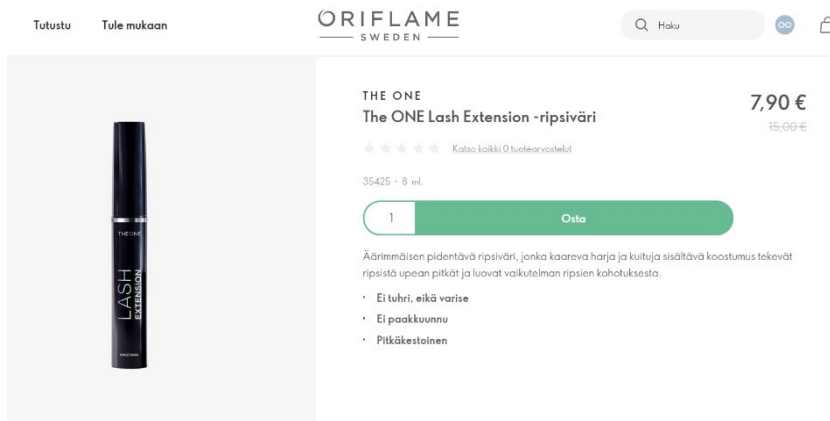 Tutustu
Tule mukaan
ORIFLAME
SWEDEN
Haku
OO
THE ONE
The ONE Lash Extension -ripsiväri
7,90 €
15,00 €
Katso kaikki 0 tuotearvostelut
35425 • 8 ml.
1
Osta
Äärimmäisen pidentävä ripsiväri, jonka kaareva harja ja kuituja sisältävä koostumus tekevät
ripsistä upean pitkät ja luovat vaikutelman ripsien kohotuksesta.
• Ei tuhri, eikä varise
• Ei paakkuunnu
• Pitkäkestoinen
THE ONE
LASH
EXTENSION
MASCARA